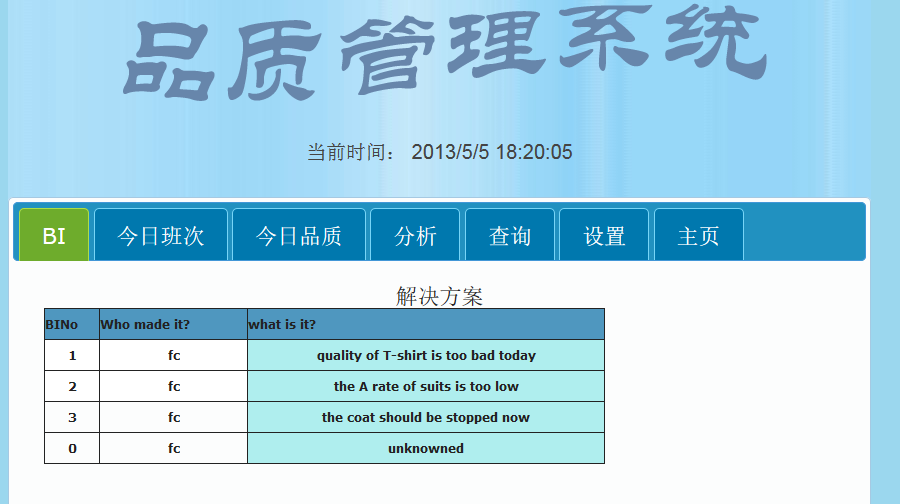 品质管理系统
当前时间： 2013/5/5 18:20:05
BI 今日班次 今日品质 分析 查询 设置 主页
解决方案
BINo Who made it? what is it?
1 fc quality of T-shirt is too bad today
2 fc the A rate of suits is too low
3 fc the coat should be stopped now
0 fc unknowned